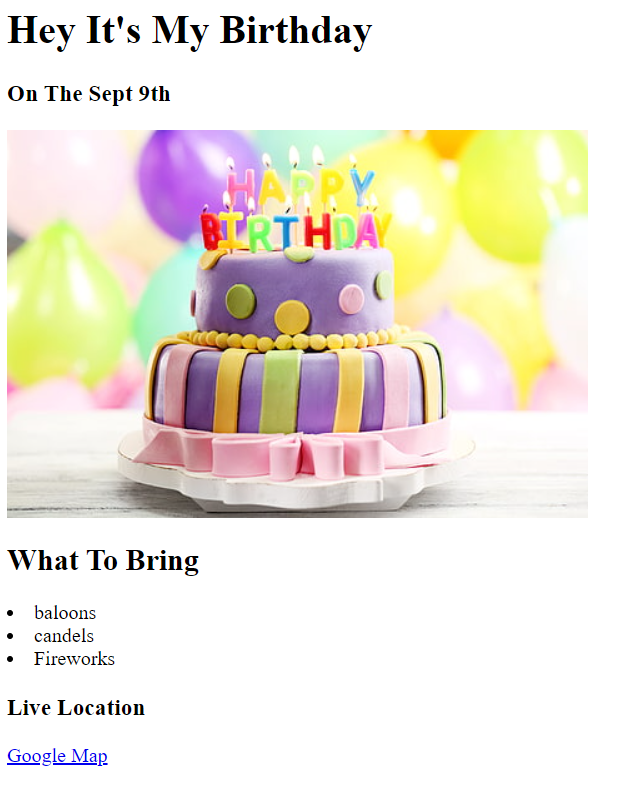 Hey It's My Birthday
On The Sept 9th
HAPPY
BIRTHDAY
What To Bring
baloons
candels
Fireworks
Live Location
Google Map